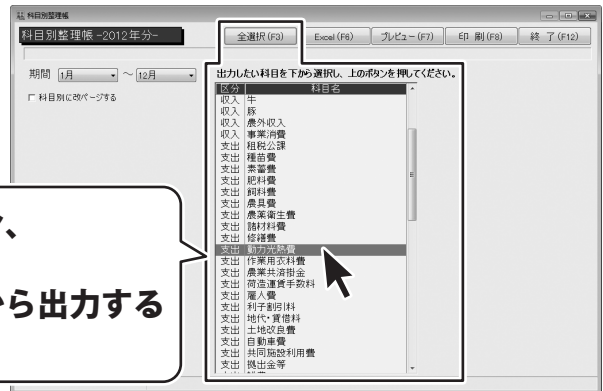 科目別整理帳
科目別整理帳-2012年分-
全選択(F3)
Excel(F6)
プレビュー(F7)
印 刷(F8)
終 了(F12)
期間 1月 ～ 12月
科目別に改ページする
出力したい科目を下から選択し、上のボタンを押してください。
区分 科目名
収入 牛
収入 豚
収入 農外収入
収入 事業消費
支出 租税公課
支出 種苗費
支出 素畜費
支出 肥料費
支出 飼料費
支出 農具費
支出 農薬衛生費
支出 諸材料費
支出 修繕費
支出 動力光熱費
支出 作業用衣料費
支出 農業共済掛金
支出 荷造運賃手数料
支出 雇人費
支出 利子割引料
支出 地代・賃借料
支出 土地改良費
支出 自動車費
支出 共同施設利用費
支出 拠出金等
、
から出力する